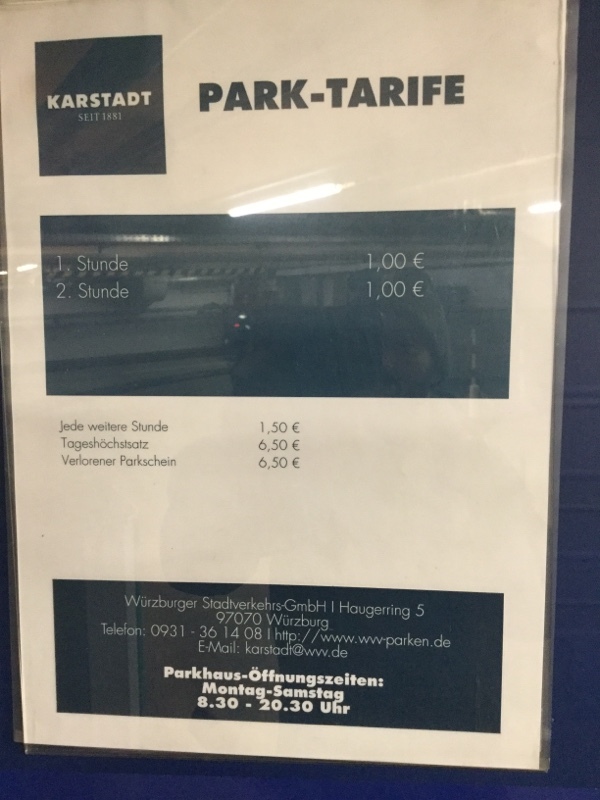 KARSTADT
SEIT 1881
PARK-TARIFE
1. Stunde 1,00 €
2. Stunde 1,00 €
Jede weitere Stunde 1,50 €
Tageshöchstsatz 6,50 €
Verlorener Parkschein 6,50 €
Würzburger Stadtverkehrs-GmbH I Haugerring 5
97070 Würzburg
Telefon: 0931 - 36 14 08 I http://www.wvv-parken.de
E-Mail: karstadt@wvv.de
Parkhaus-Öffnungszeiten:
Montag-Samstag
8.30 - 20.30 Uhr